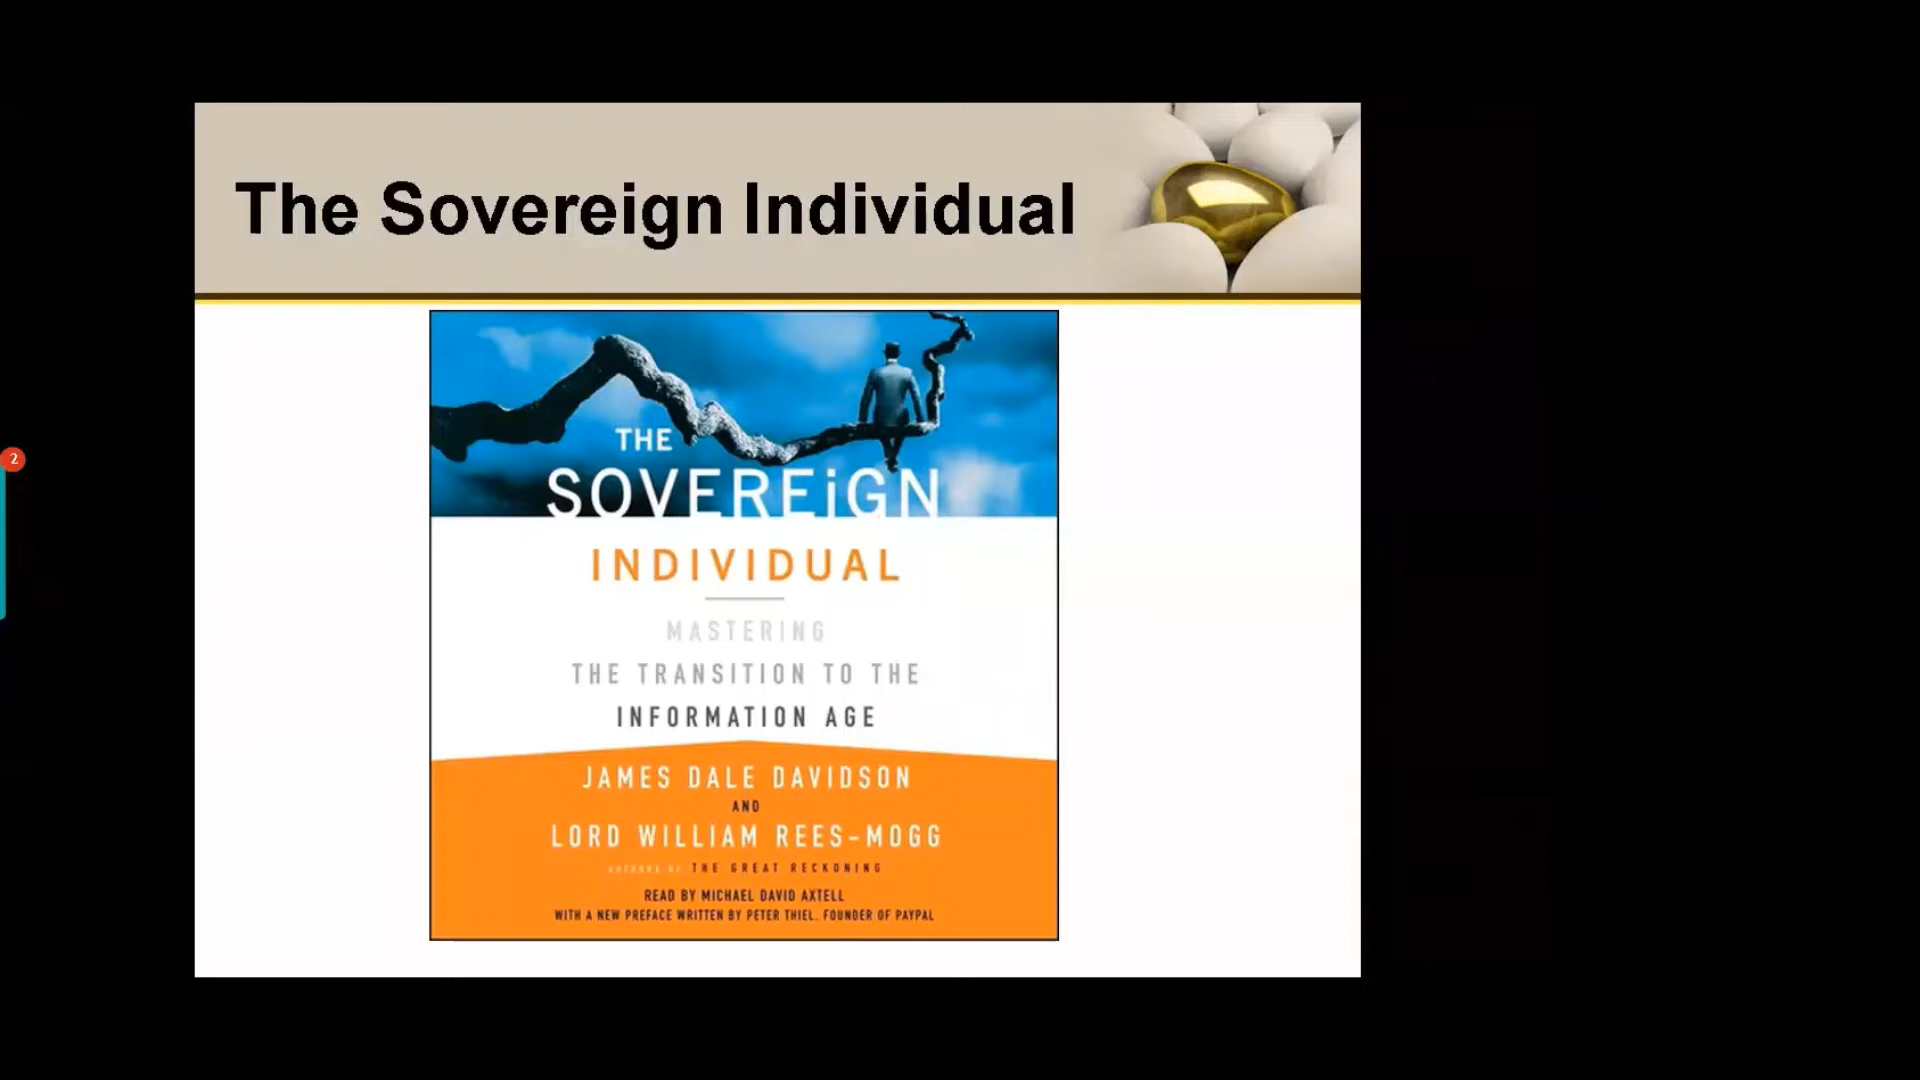 The Sovereign Individual
THE
SOVEREiGN
INDIVIDUAL
MASTERING
THE TRANSITION TO THE
INFORMATION AGE
JAMES DALE DAVIDSON
AND
LORD WILLIAM REES-MOGG
THE GREAT RECKONING
READ BY MICHAEL DAVID AXTELL
WITH A NEW PREFACE WRITTEN BY PETER THIEL, FOUNDER OF PAYPAL
2